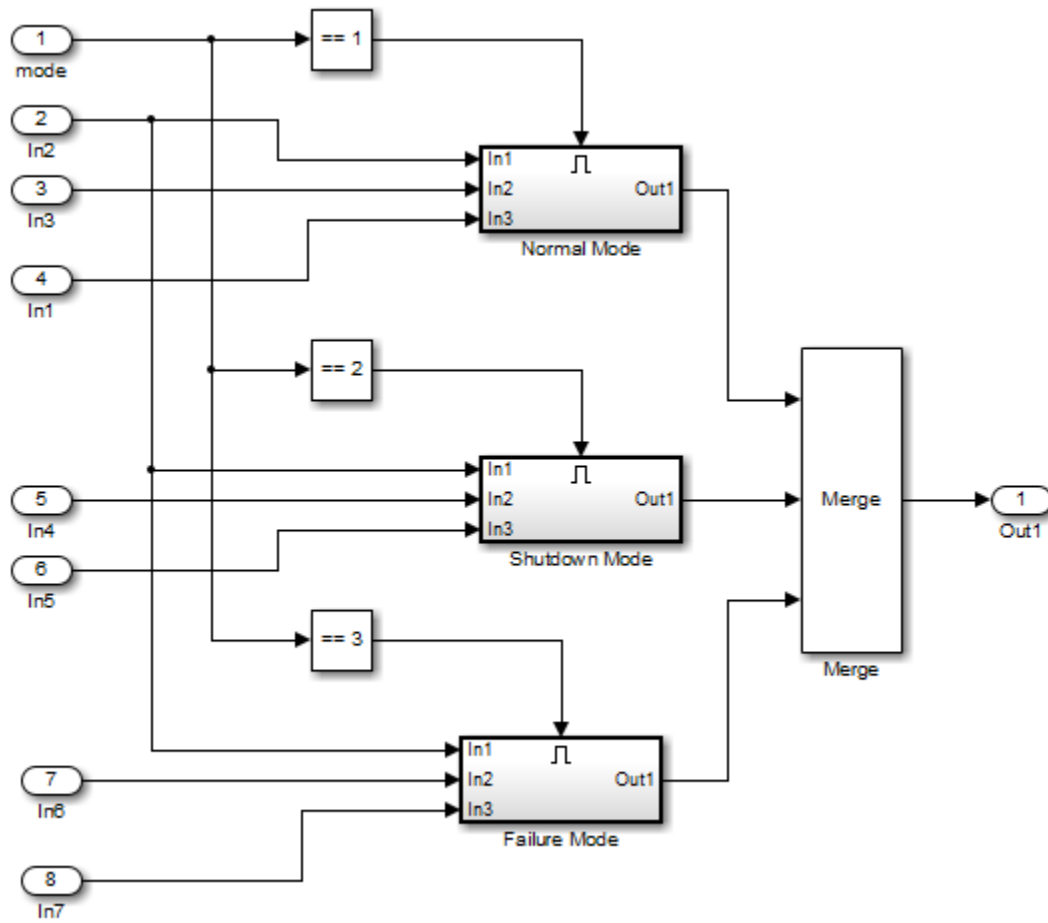 1
mode
== 1
2
In2
In1
In2
In3
Out1
Normal Mode
3
In3
4
In1
== 2
In1
In2
In3
Out1
Shutdown Mode
5
In4
6
In5
Merge
Merge
1
Out1
== 3
In1
In2
In3
Out1
Failure Mode
7
In6
8
In7